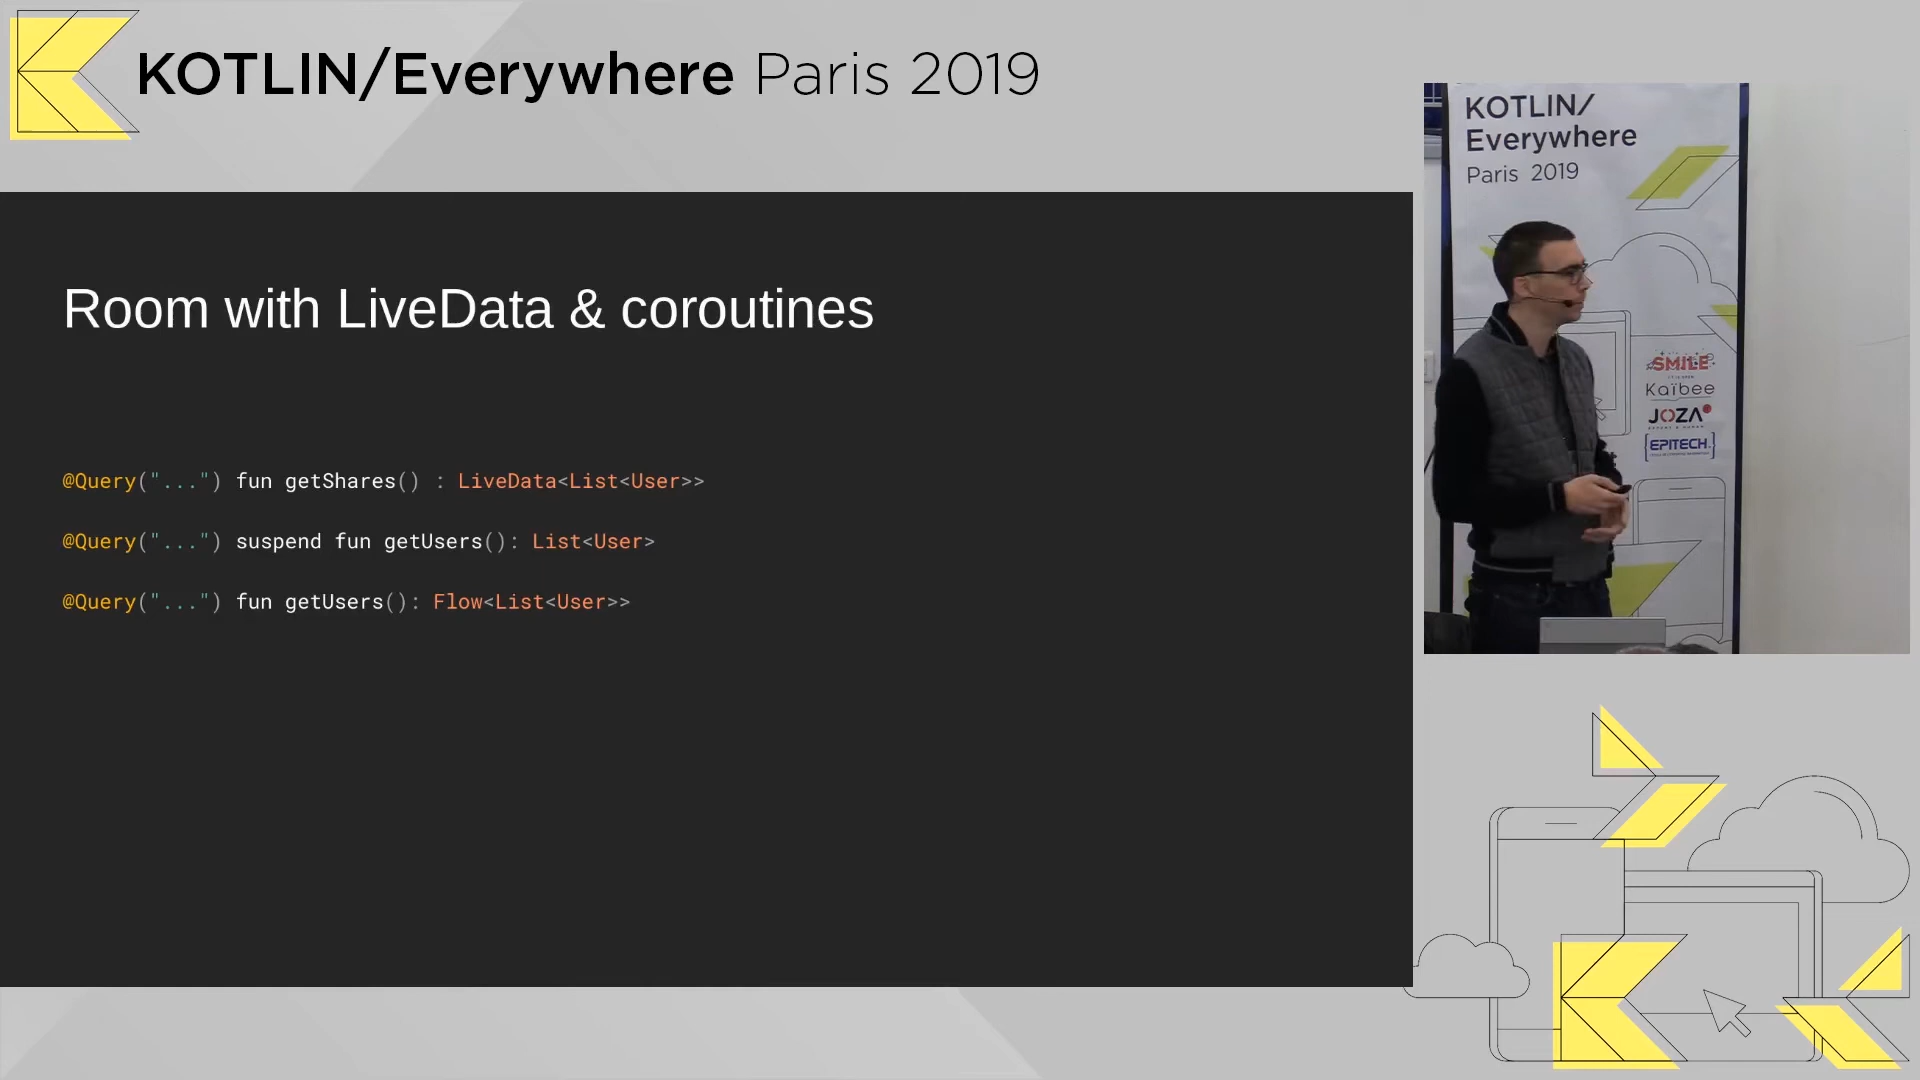 KOTLIN/Everywhere Paris 2019
Room with LiveData & coroutines
@Query("...") fun getShares() : LiveData<List<User>>
@Query("...") suspend fun getUsers(): List<User>
@Query("...") fun getUsers(): Flow<List<User>>
KOTLIN/
Everywhere
Paris 2019
SMILE
Kaïbee
JOZA
EPITECH.